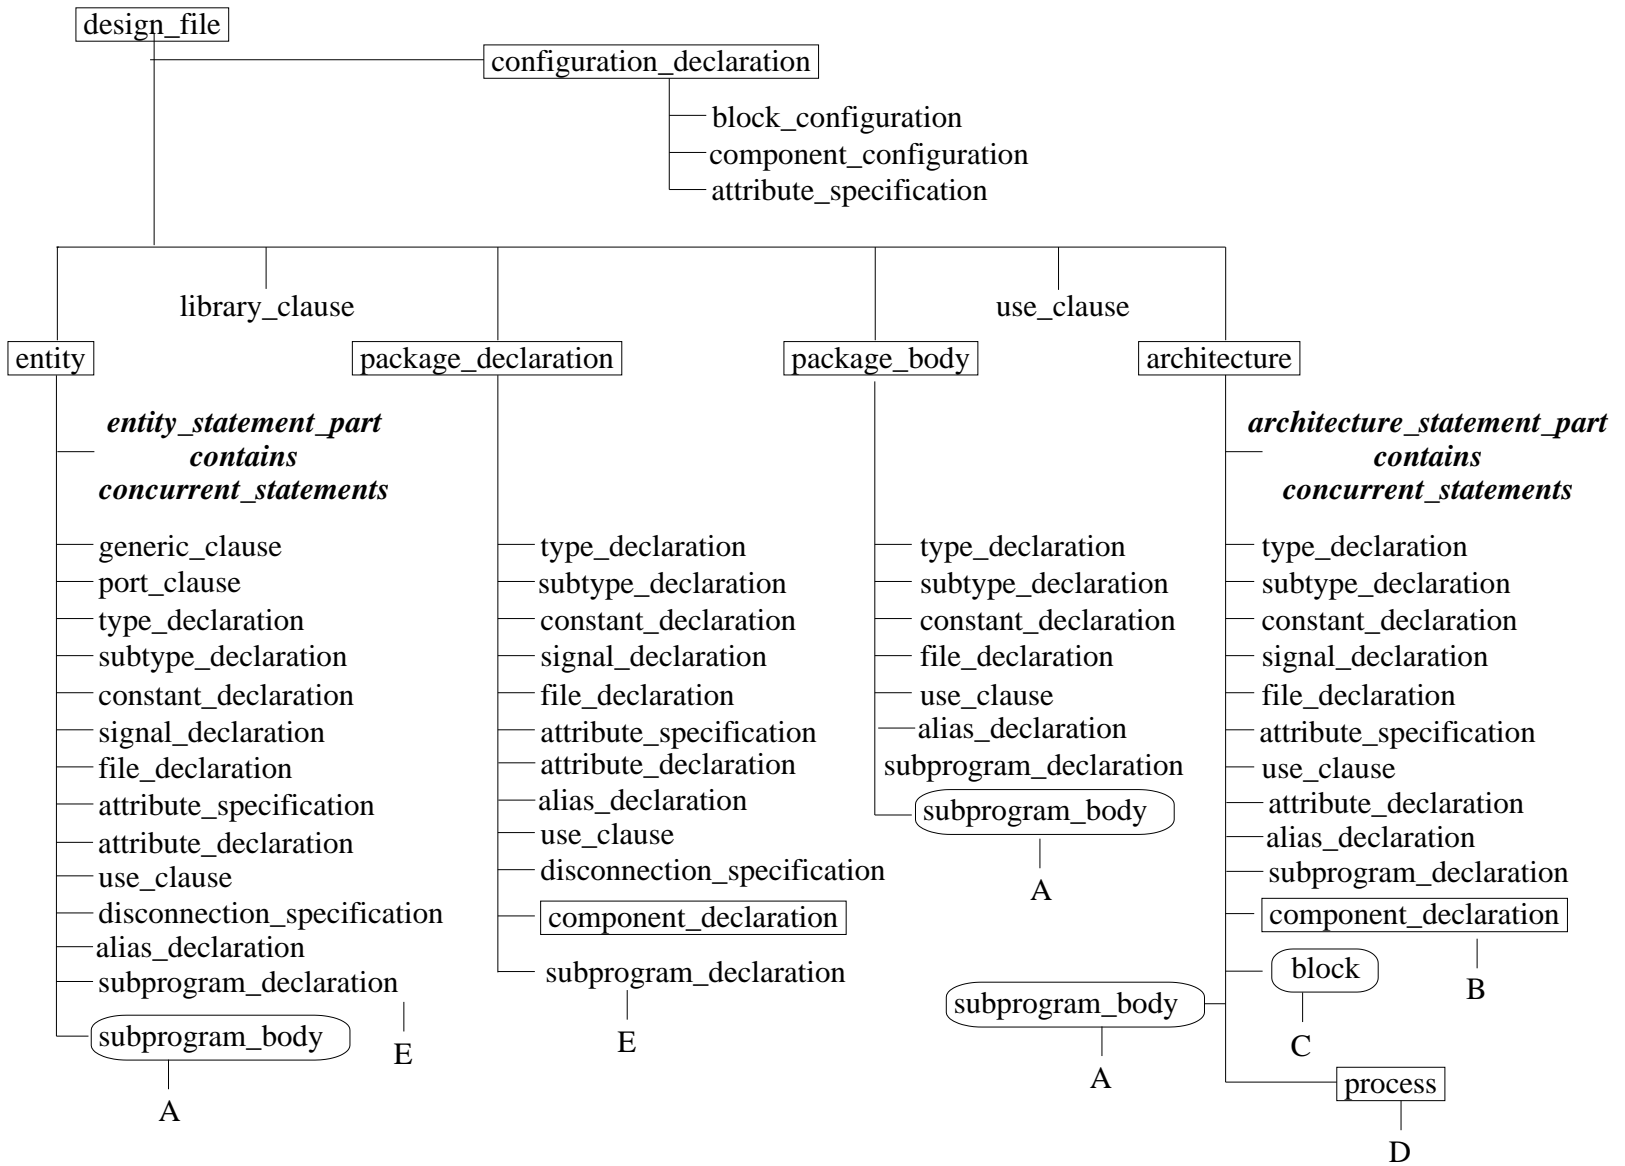 design_file
configuration_declaration
block_configuration
component_configuration
attribute_specification
library_clause
use_clause
entity
package_declaration
package_body
architecture
entity_statement_part
contains
concurrent_statements
generic_clause
port_clause
type_declaration
subtype_declaration
constant_declaration
signal_declaration
file_declaration
attribute_specification
attribute_declaration
use_clause
disconnection_specification
alias_declaration
subprogram_declaration
E
subprogram_body
A
type_declaration
subtype_declaration
constant_declaration
signal_declaration
file_declaration
attribute_specification
attribute_declaration
alias_declaration
use_clause
disconnection_specification
component_declaration
subprogram_declaration
E
type_declaration
subtype_declaration
constant_declaration
file_declaration
use_clause
alias_declaration
subprogram_declaration
subprogram_body
A
architecture_statement_part
contains
concurrent_statements
type_declaration
subtype_declaration
constant_declaration
signal_declaration
file_declaration
attribute_specification
use_clause
attribute_declaration
alias_declaration
subprogram_declaration
component_declaration
B
block
C
subprogram_body
A
process
D